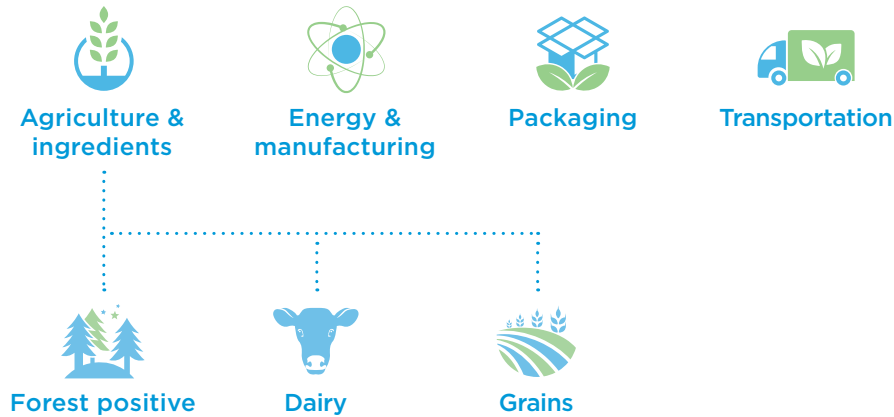 Agriculture &
ingredients
Energy &
manufacturing
Packaging
Transportation
Forest positive
Dairy
Grains